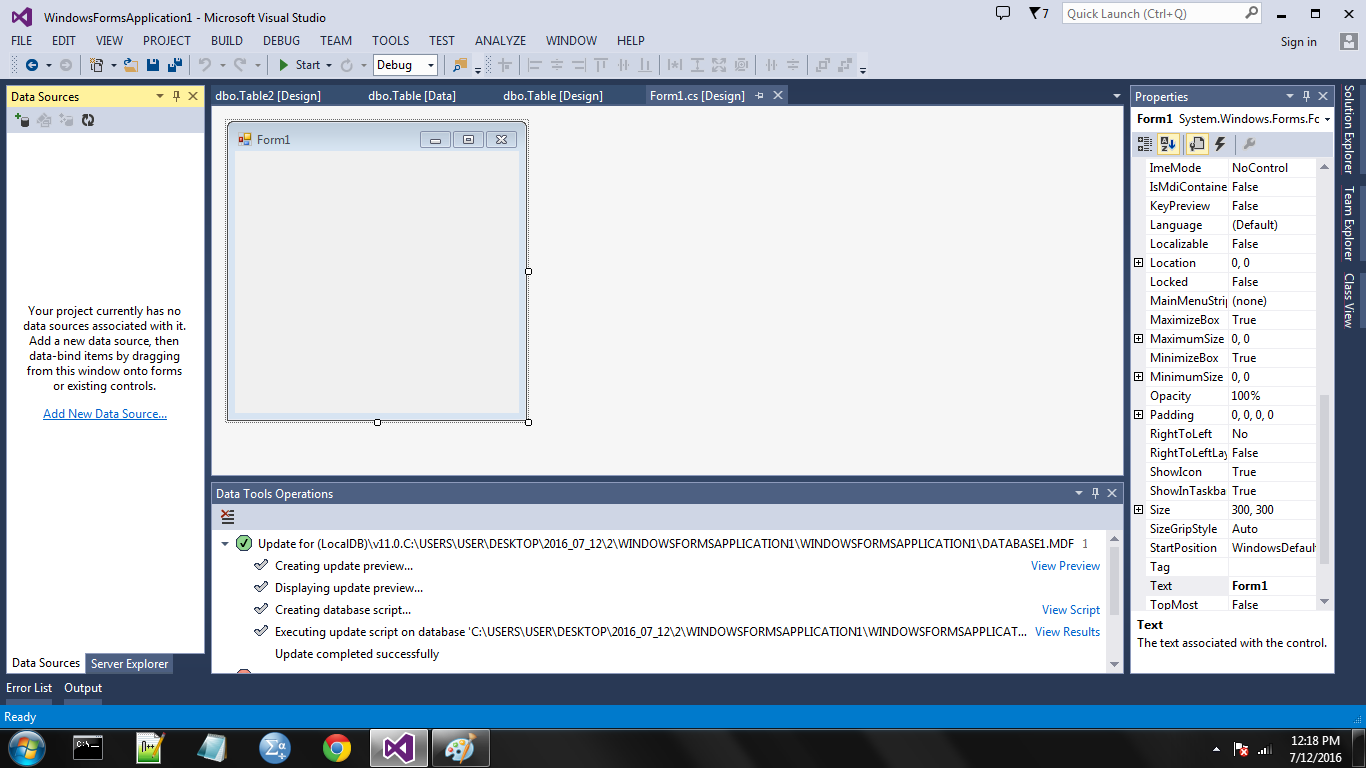 WindowsFormsApplication1 - Microsoft Visual Studio
7
Quick Launch (Ctrl+Q)
FILE EDIT VIEW PROJECT BUILD DEBUG TEAM TOOLS TEST ANALYZE WINDOW HELP
Sign in
Start Debug
Data Sources
Your project currently has no
data sources associated with it.
Add a new data source, then
data-bind items by dragging
from this window onto forms
or existing controls.
Add New Data Source...
Data Sources Server Explorer
dbo.Table2 [Design] dbo.Table [Data] dbo.Table [Design] Form1.cs [Design]
Form1
Data Tools Operations
Update for (LocalDB)\v11.0.C:\USERS\USER\DESKTOP\2016_07_12\2\WINDOWSFORMSAPPLICATION1\WINDOWSFORMSAPPLICATION1\DATABASE1.MDF 1
Creating update preview... View Preview
Displaying update preview...
Creating database script... View Script
Executing update script on database 'C:\USERS\USER\DESKTOP\2016_07_12\2\WINDOWSFORMSAPPLICATION1\WINDOWSFORMSAPPLICAT... View Results
Update completed successfully
Properties
Form1 System.Windows.Forms.Fc
ImeMode NoControl
IsMdiContaine False
KeyPreview False
Language (Default)
Localizable False
Location 0, 0
Locked False
MainMenuStrip (none)
MaximizeBox True
MaximumSize 0, 0
MinimizeBox True
MinimumSize 0, 0
Opacity 100%
Padding 0, 0, 0, 0
RightToLeft No
RightToLeftLay False
ShowIcon True
ShowInTaskba True
Size 300, 300
SizeGripStyle Auto
StartPosition WindowsDefaul
Tag
Text Form1
TopMost False
Text
The text associated with the control.
Solution Explorer
Team Explorer
Class View
Error List Output
Ready
12:18 PM
7/12/2016